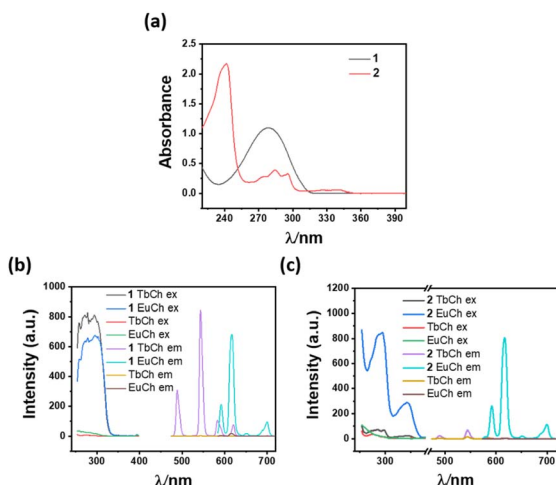 (a)
1
2
2.5
2.0
1.5
1.0
0.5
0.0
Absorbance
240 270 300 330 360 390
λ/nm
(b)
1000
800
600
400
200
0
Intensity (a.u.)
1 TbCh ex
1 EuCh ex
TbCh ex
EuCh ex
1 TbCh em
1 EuCh em
TbCh em
EuCh em
300 400 500 600 700
λ/nm
(c)
1200
1000
800
600
400
200
0
Intensity (a.u.)
2 TbCh ex
2 EuCh ex
TbCh ex
EuCh ex
2 TbCh em
2 EuCh em
TbCh em
EuCh em
300 500 600 700
λ/nm